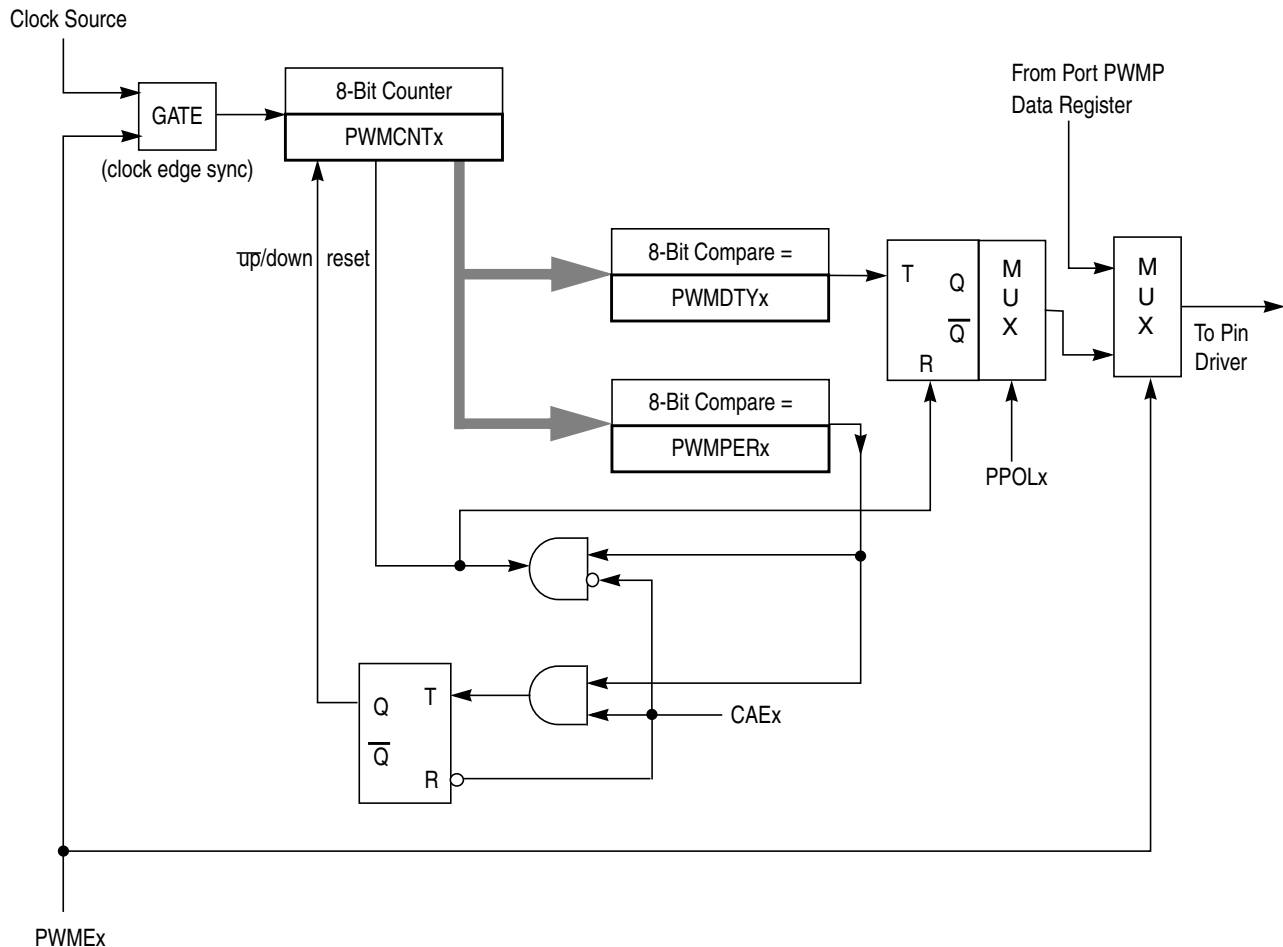 Clock Source
GATE
(clock edge sync)
8-Bit Counter
PWMCNTx
From Port PWMP
Data Register
u̅p̅/down
reset
8-Bit Compare =
PWMDTYx
T
Q
Q̅
R
M
U
X
M
U
X
To Pin
Driver
8-Bit Compare =
PWMPERx
PPOLx
Q
T
Q̅
R
CAEx
PWMEx